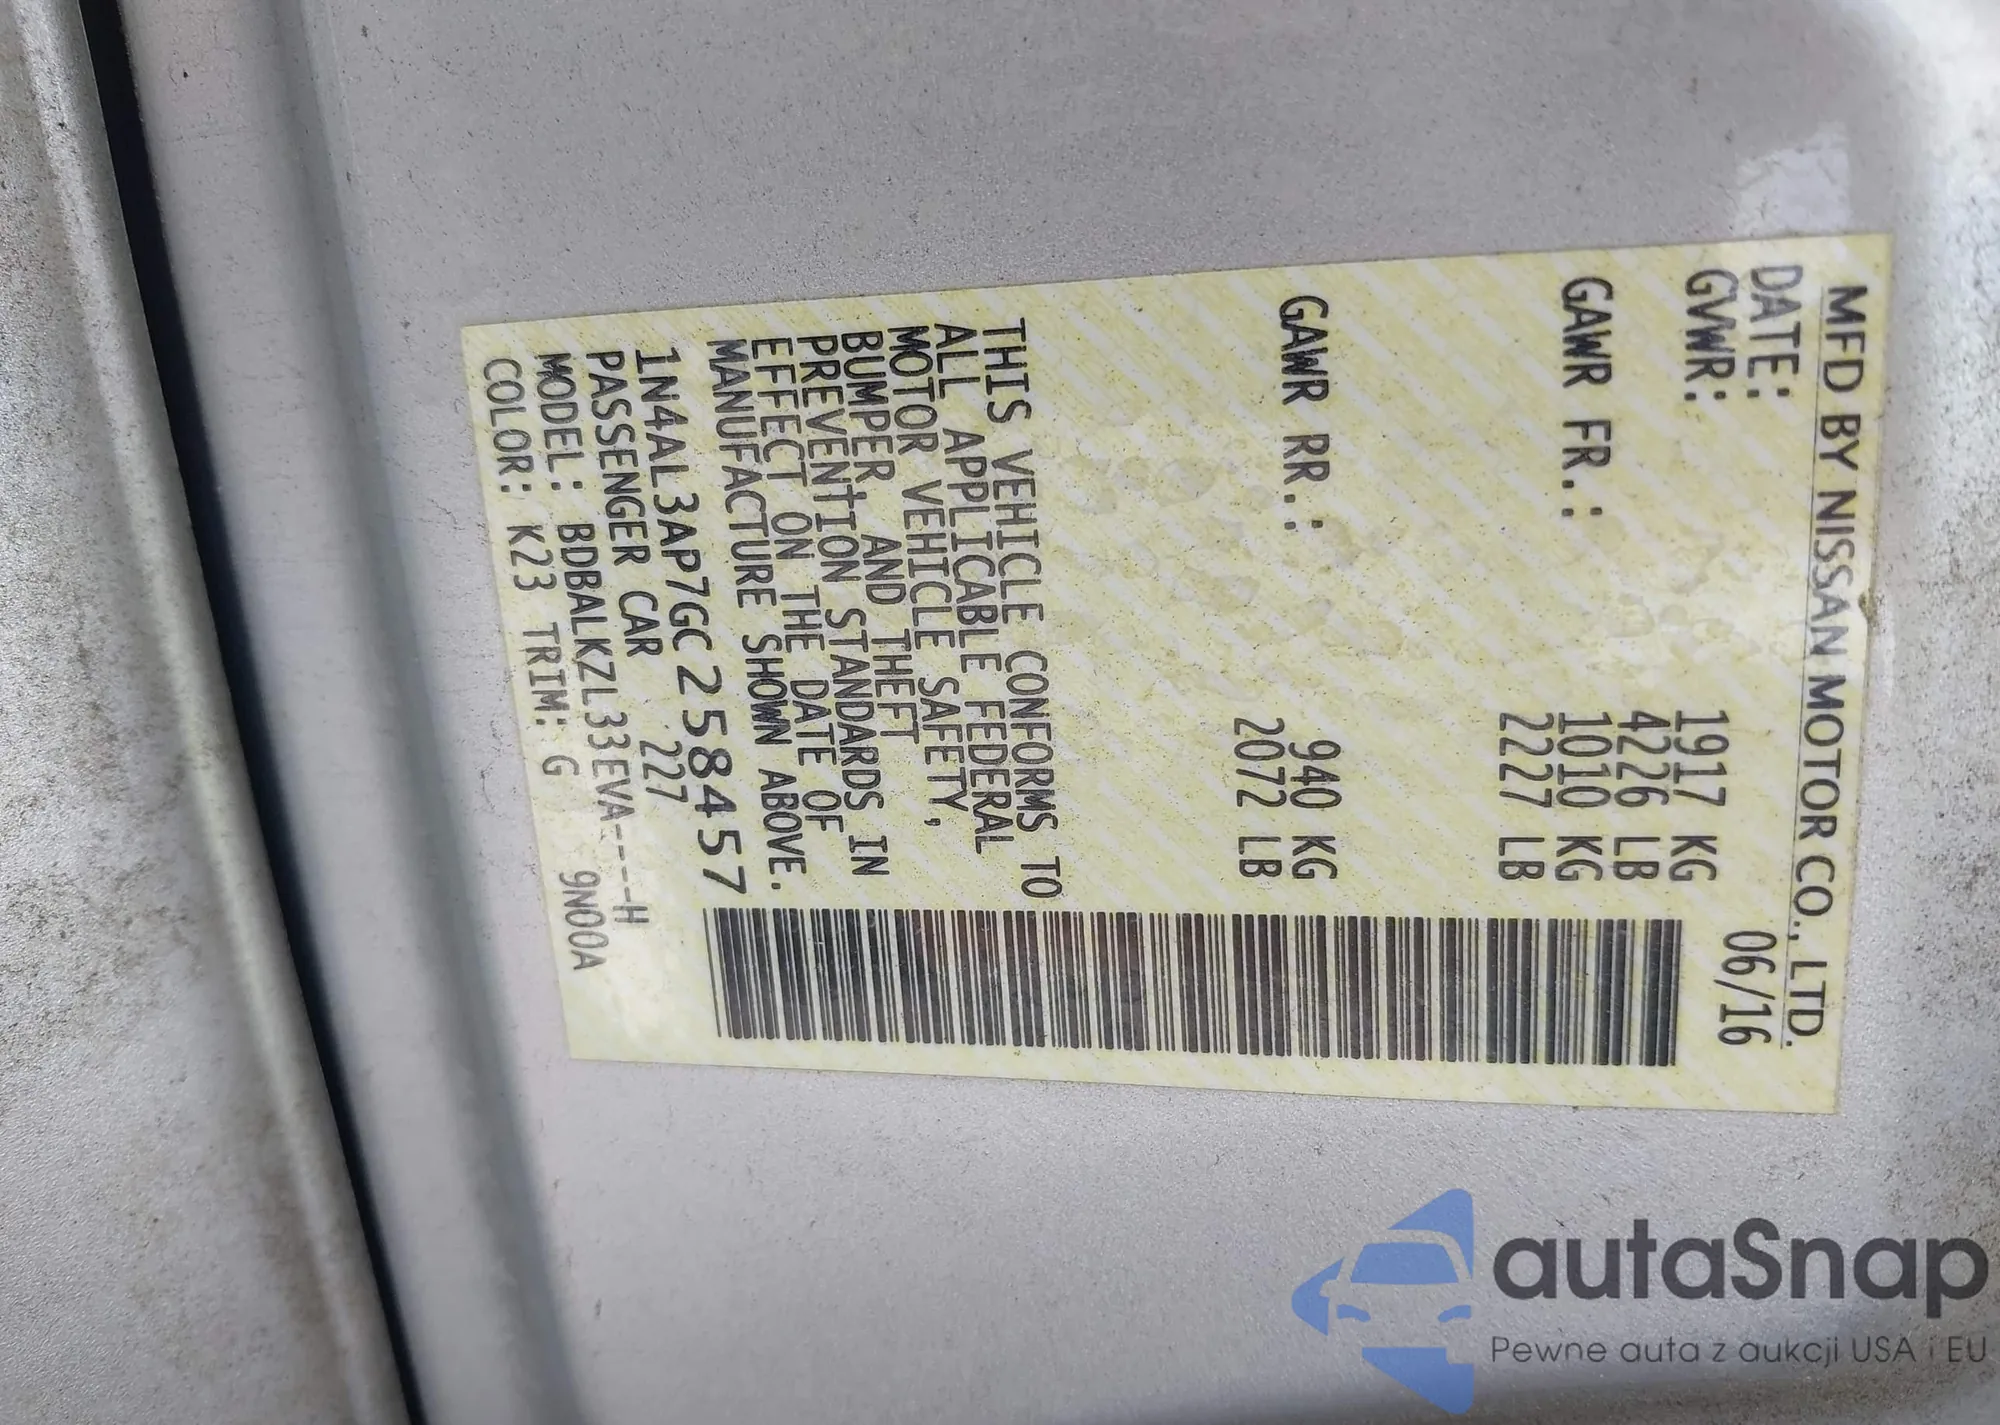 MFD BY NISSAN MOTOR CO., LTD.
DATE: 06/16
GVWR: 1917 KG
4226 LB
GAWR FR.: 1010 KG
2227 LB
GAWR RR.: 940 KG
2072 LB
THIS VEHICLE CONFORMS TO
ALL APPLICABLE FEDERAL
MOTOR VEHICLE SAFETY,
BUMPER, AND THEFT
PREVENTION STANDARDS IN
EFFECT ON THE DATE OF
MANUFACTURE SHOWN ABOVE.
1N4AL3AP7GC258457
PASSENGER CAR 227
MODEL: BDBALKZL33EVA----H
COLOR: K23 TRIM: G 9N00A
autaSnap
Pewne auta z aukcji USA i EU